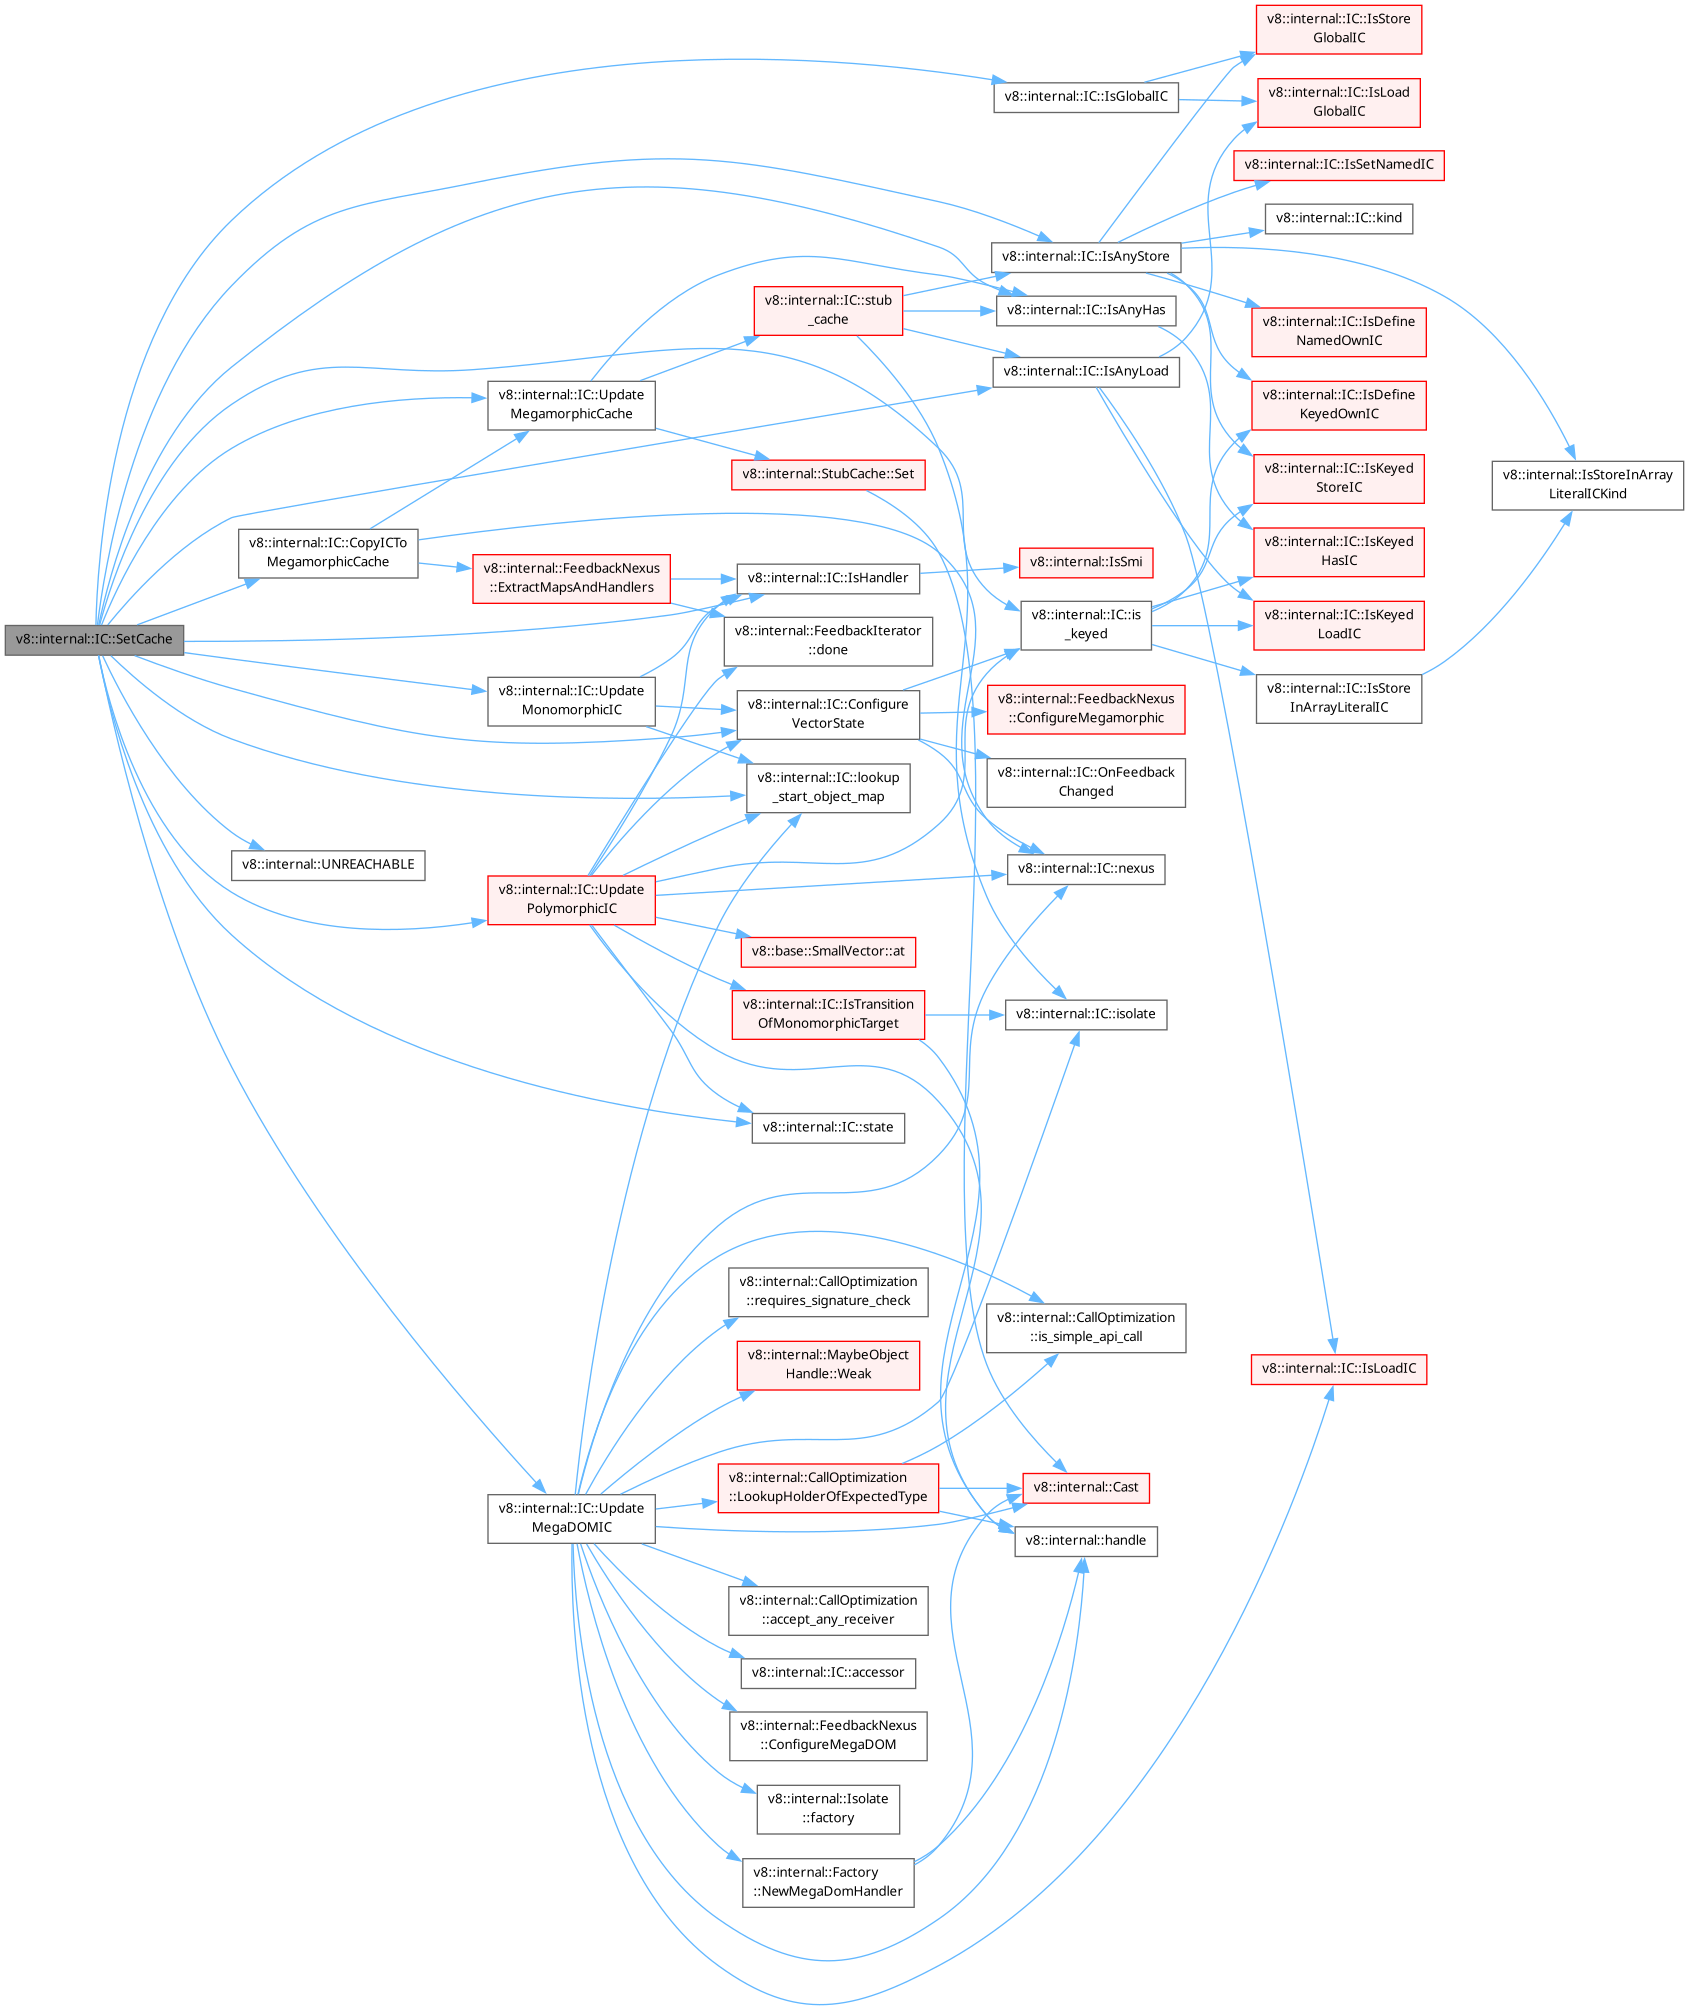 v8::internal::IC::IsStore
GlobalIC
v8::internal::IC::IsGlobalIC
v8::internal::IC::IsLoad
GlobalIC
v8::internal::IC::IsSetNamedIC
v8::internal::IC::kind
v8::internal::IC::IsAnyStore
v8::internal::IC::stub
_cache
v8::internal::IC::IsAnyHas
v8::internal::IC::IsDefine
NamedOwnIC
v8::internal::IC::IsAnyLoad
v8::internal::IC::Update
MegamorphicCache
v8::internal::IC::IsDefine
KeyedOwnIC
v8::internal::StubCache::Set
v8::internal::IC::IsKeyed
StoreIC
v8::internal::IsStoreInArray
LiteralICKind
v8::internal::IC::CopyICTo
MegamorphicCache
v8::internal::FeedbackNexus
::ExtractMapsAndHandlers
v8::internal::IC::IsHandler
v8::internal::IsSmi
v8::internal::IC::IsKeyed
HasIC
v8::internal::IC::SetCache
v8::internal::FeedbackIterator
::done
v8::internal::IC::is
_keyed
v8::internal::IC::IsKeyed
LoadIC
v8::internal::IC::Update
MonomorphicIC
v8::internal::IC::Configure
VectorState
v8::internal::FeedbackNexus
::ConfigureMegamorphic
v8::internal::IC::IsStore
InArrayLiteralIC
v8::internal::IC::lookup
_start_object_map
v8::internal::IC::OnFeedback
Changed
v8::internal::UNREACHABLE
v8::internal::IC::Update
PolymorphicIC
v8::internal::IC::nexus
v8::base::SmallVector::at
v8::internal::IC::IsTransition
OfMonomorphicTarget
v8::internal::IC::isolate
v8::internal::IC::state
v8::internal::CallOptimization
::requires_signature_check
v8::internal::CallOptimization
::is_simple_api_call
v8::internal::MaybeObject
Handle::Weak
v8::internal::IC::IsLoadIC
v8::internal::IC::Update
MegaDOMIC
v8::internal::CallOptimization
::LookupHolderOfExpectedType
v8::internal::Cast
v8::internal::handle
v8::internal::CallOptimization
::accept_any_receiver
v8::internal::IC::accessor
v8::internal::FeedbackNexus
::ConfigureMegaDOM
v8::internal::Isolate
::factory
v8::internal::Factory
::NewMegaDomHandler